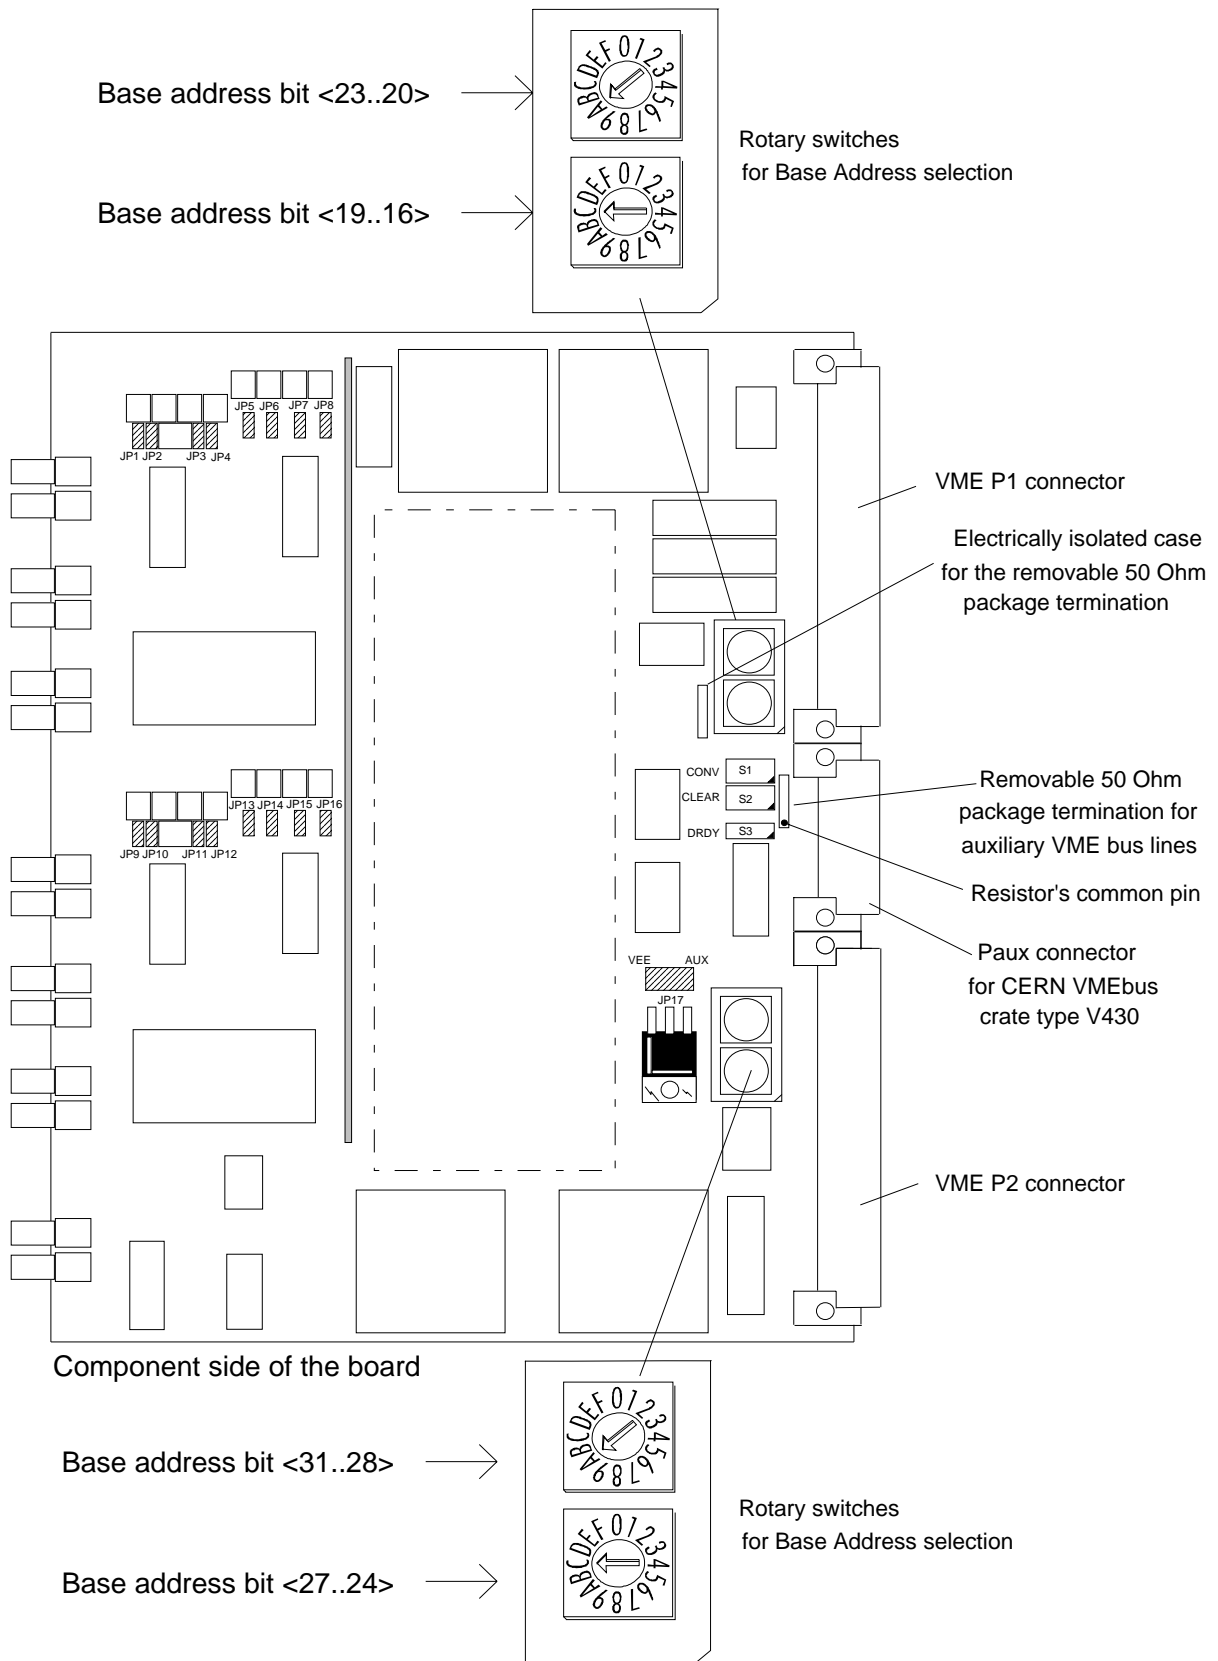 0123456789ABCDEF
Base address bit <23..20>
Rotary switches
for Base Address selection
0123456789ABCDEF
Base address bit <19..16>
JP5 JP6 JP7 JP8
JP1 JP2 JP3 JP4
VME P1 connector
Electrically isolated case
for the removable 50 Ohm
package termination
CONV S1
CLEAR S2
DRDY S3
Removable 50 Ohm
package termination for
auxiliary VME bus lines
JP13 JP14 JP15 JP16
JP9 JP10 JP11 JP12
Resistor's common pin
VEE AUX
JP17
Paux connector
for CERN VMEbus
crate type V430
VME P2 connector
Component side of the board
0123456789ABCDEF
Base address bit <31..28>
Rotary switches
for Base Address selection
0123456789ABCDEF
Base address bit <27..24>